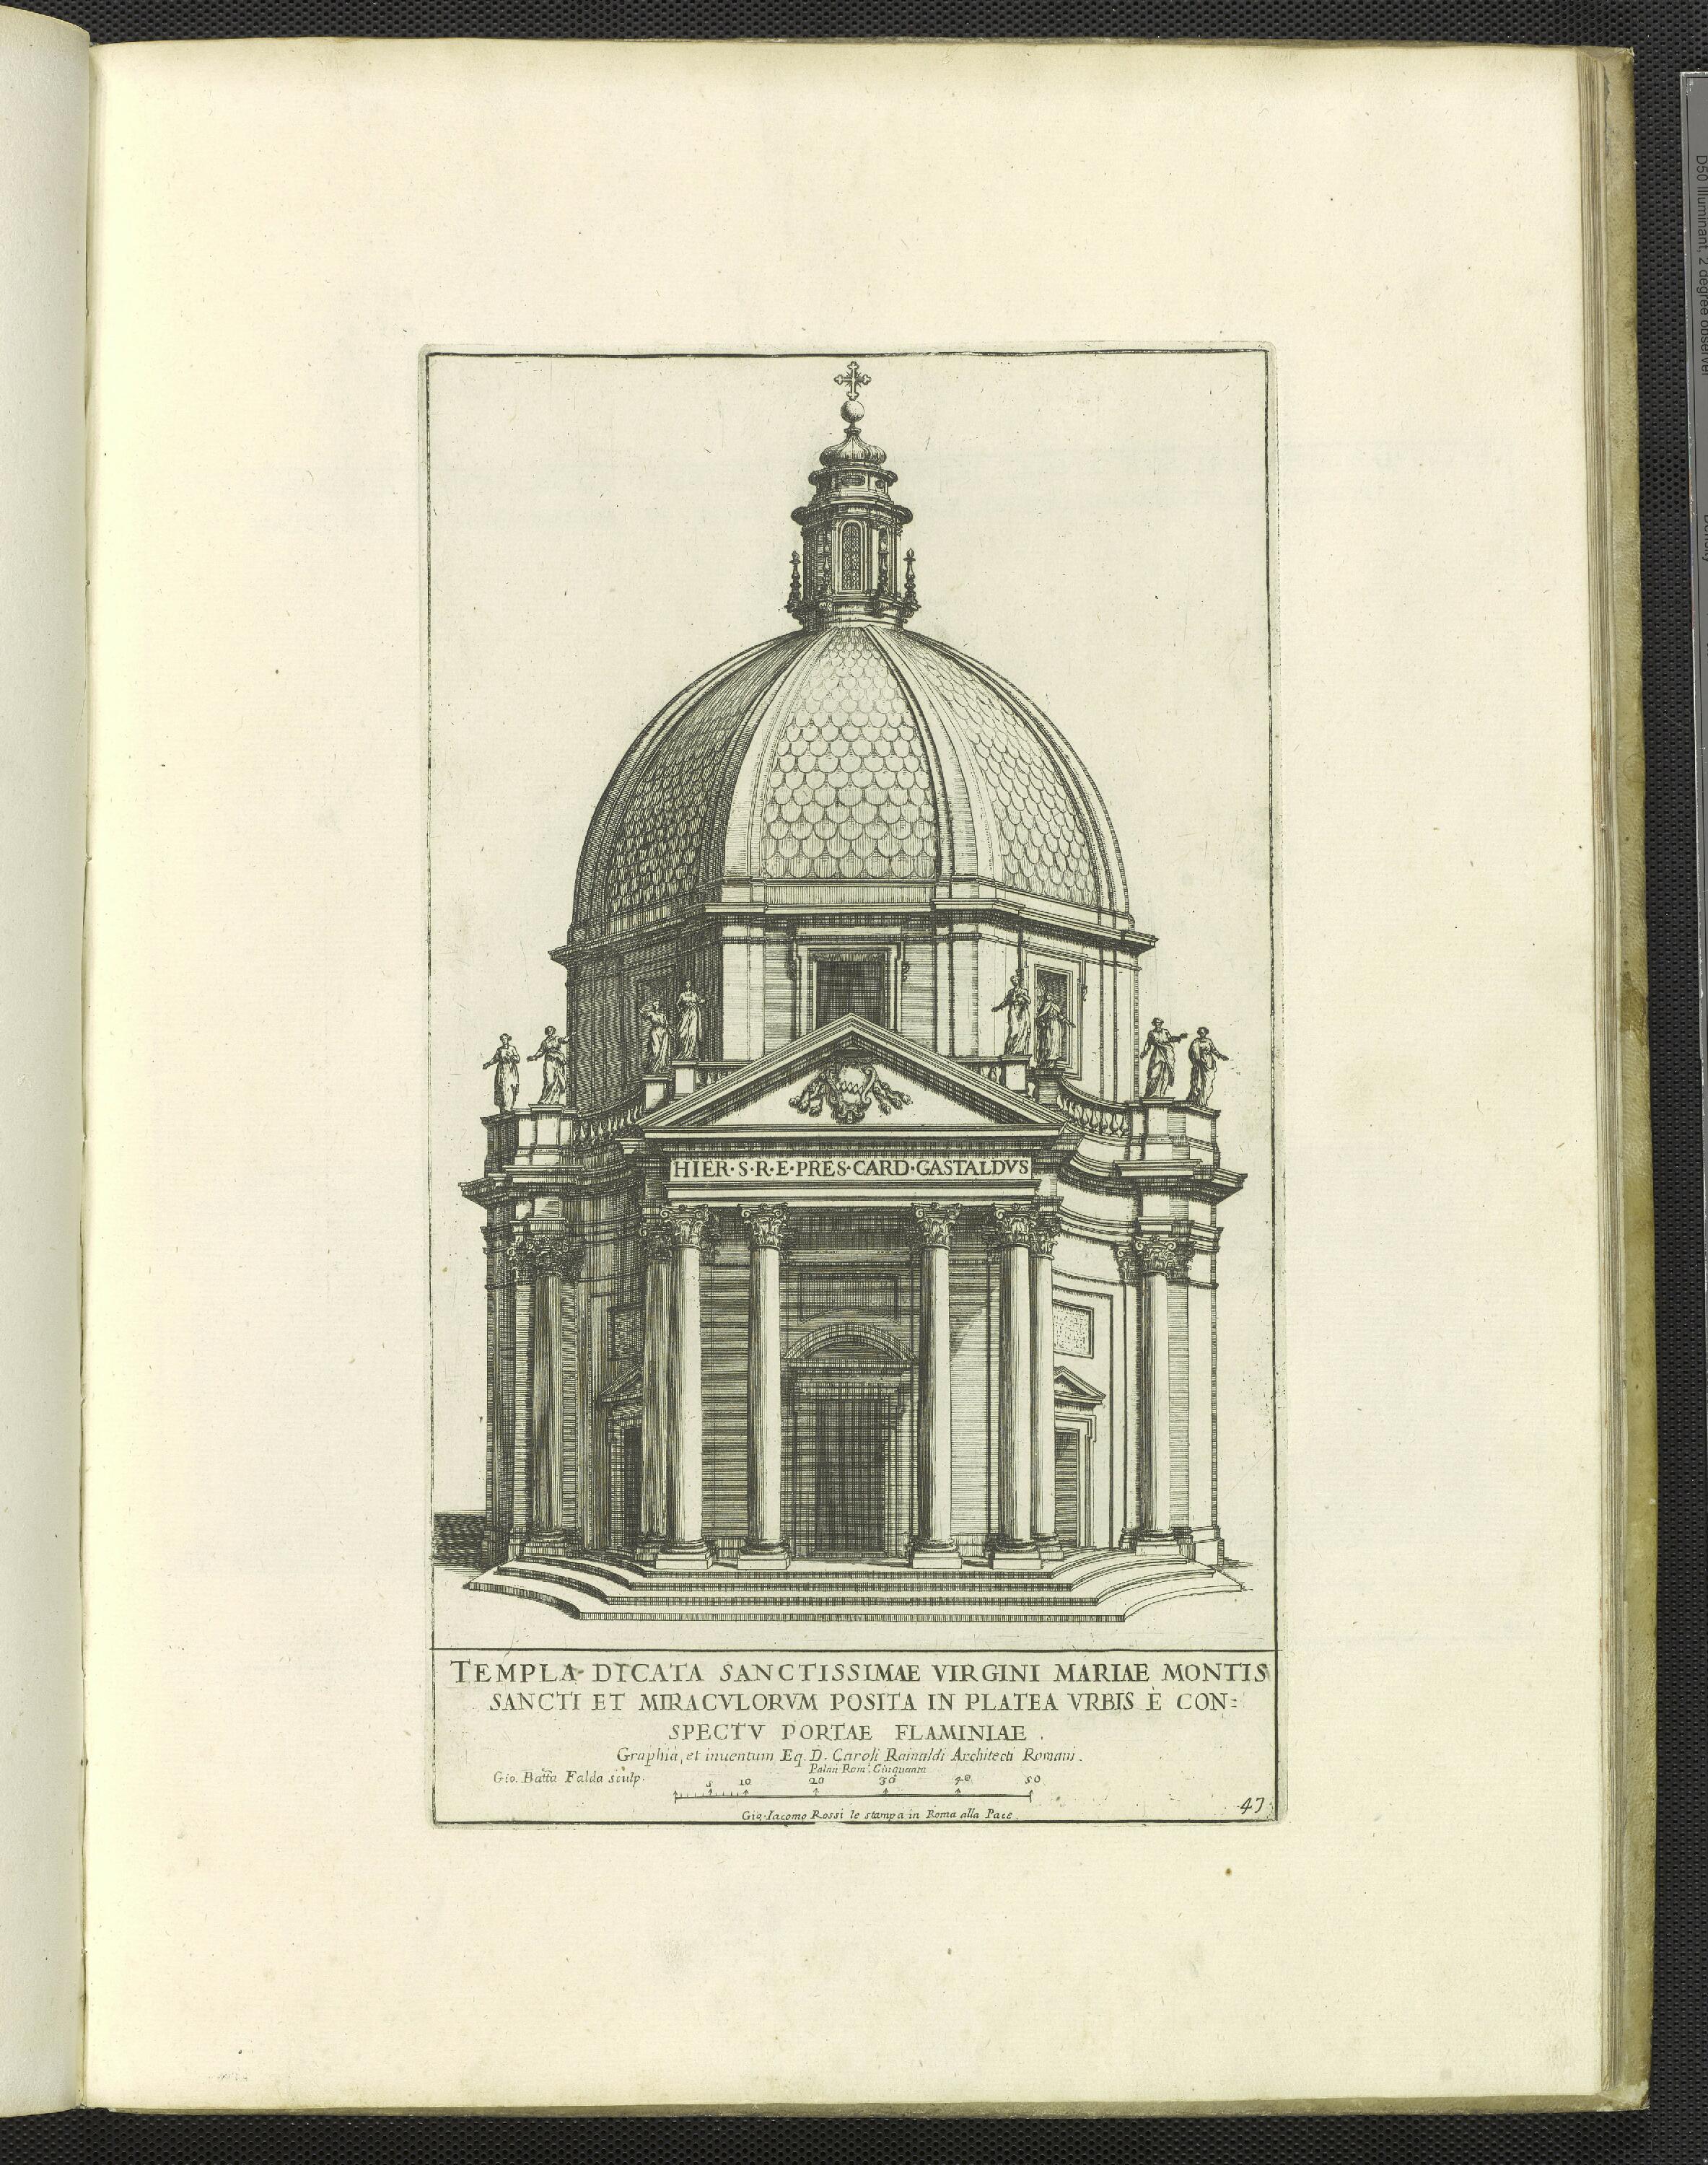 HIER·S·R·E·PRES·CARD·GASTALDVS
TEMPLA DICATA SANCTISSIMAE VIRGINI MARIAE MONTIS
SANCTI ET MIRACVLORVM POSITA IN PLATEA VRBIS È CON=
SPECTV PORTAE FLAMINIAE.
Graphià, et inuentum Eq. D. Caroli Rainaldi Architecti Romani.
Palmi Rom. Cinquanta
Gio. Batta Falda sculp.
5 10 20 30 40 50
Gio. Iacomo Rossi le stampa in Roma alla Pace.
47
D50 Illuminant, 2 degree observer
Density